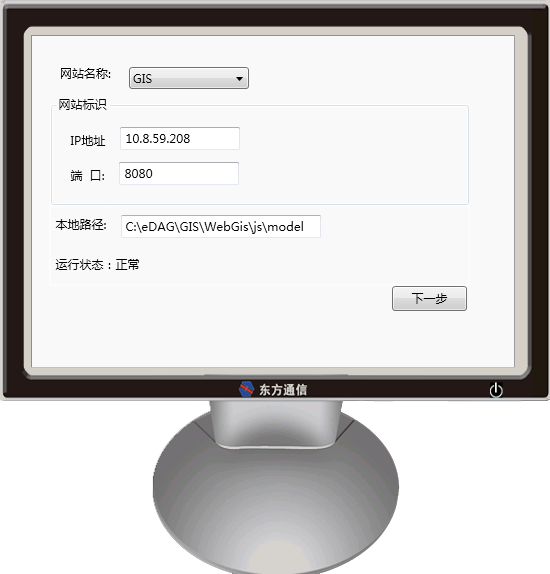 网站名称: GIS
网站标识
IP地址 10.8.59.208
端 口: 8080
本地路径: C:\eDAG\GIS\WebGis\js\model
运行状态：正常
下一步
东方通信